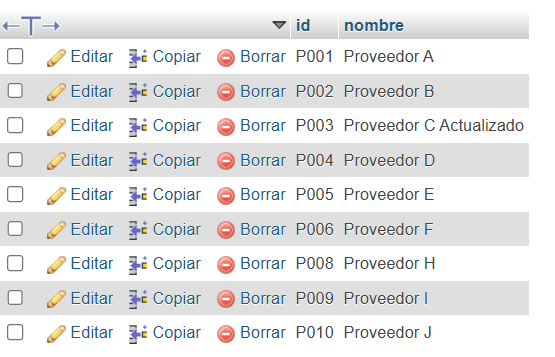 id nombre
Editar Copiar Borrar P001 Proveedor A
Editar Copiar Borrar P002 Proveedor B
Editar Copiar Borrar P003 Proveedor C Actualizado
Editar Copiar Borrar P004 Proveedor D
Editar Copiar Borrar P005 Proveedor E
Editar Copiar Borrar P006 Proveedor F
Editar Copiar Borrar P008 Proveedor H
Editar Copiar Borrar P009 Proveedor I
Editar Copiar Borrar P010 Proveedor J